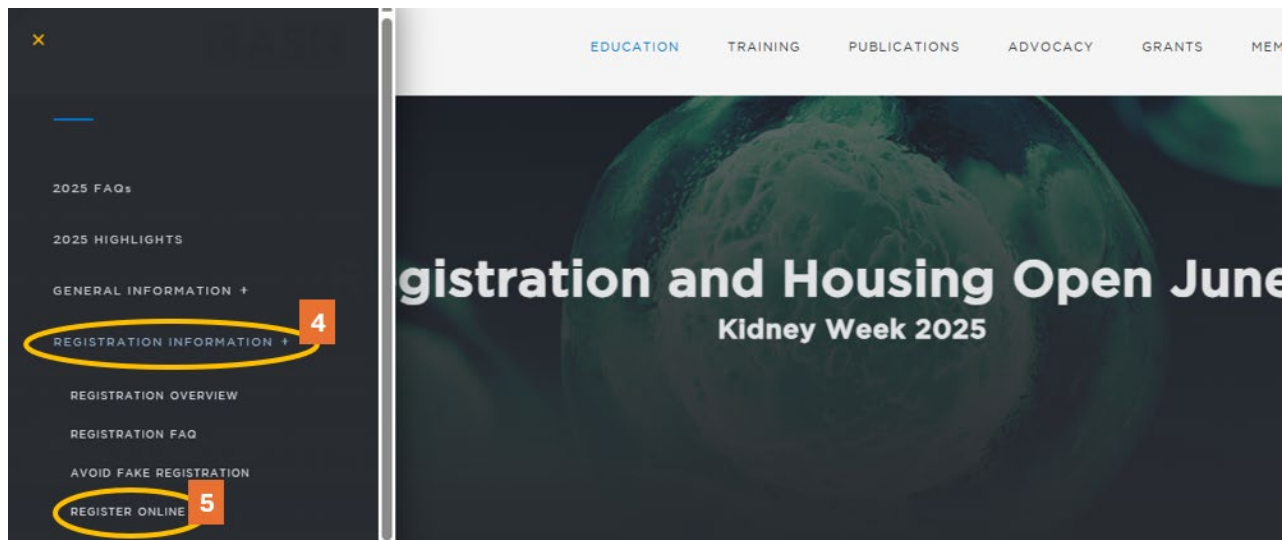 ×
EDUCATION TRAINING PUBLICATIONS ADVOCACY GRANTS MEM
2025 FAQs
2025 HIGHLIGHTS
GENERAL INFORMATION +
REGISTRATION INFORMATION +
4
REGISTRATION OVERVIEW
REGISTRATION FAQ
AVOID FAKE REGISTRATION
REGISTER ONLINE
5
gistration and Housing Open June
Kidney Week 2025